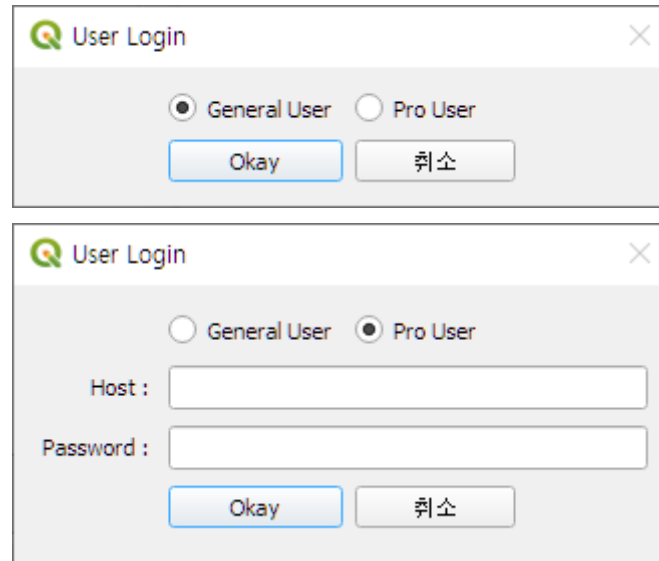 User Login
General User Pro User
Okay 취소
User Login
General User Pro User
Host :
Password :
Okay 취소